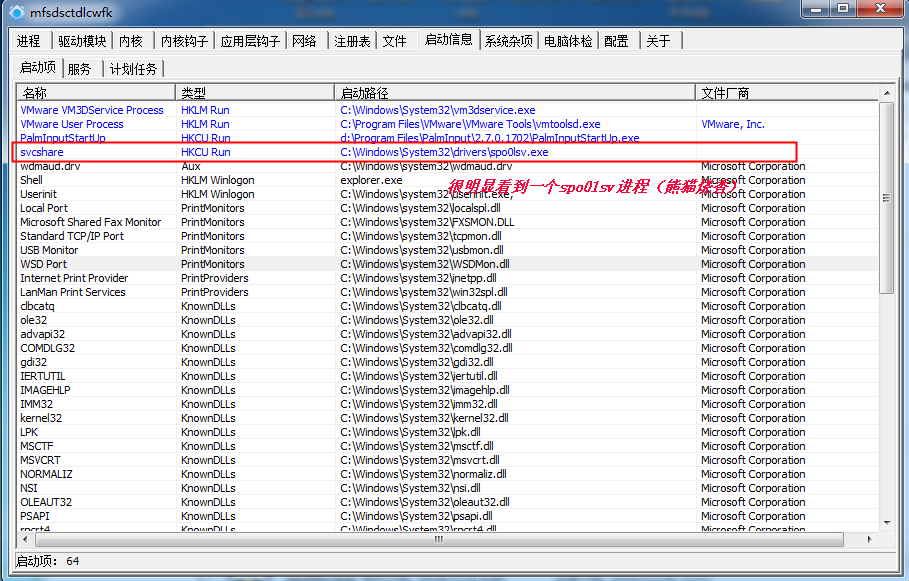 mfsdsctdlcwfk
进程 驱动模块 内核 内核钩子 应用层钩子 网络 注册表 文件 启动信息 系统杂项 电脑体检 配置 关于
启动项 服务 计划任务
名称 类型 启动路径 文件厂商
VMware VM3DService Process HKLM Run C:\Windows\System32\vm3dservice.exe
VMware User Process HKLM Run C:\Program Files\VMware\VMware Tools\vmtoolsd.exe VMware, Inc.
PalmInputStartUp HKCU Run d:\Program Files\PalmInput\2.7.0.1702\PalmInputStartUp.exe
svcshare HKCU Run C:\Windows\System32\drivers\spo0lsv.exe
wdmaud.drv Aux C:\Windows\System32\wdmaud.drv Microsoft Corporation
Shell HKLM Winlogon explorer.exe Microsoft Corporation
很明显看到一个spo0lsv进程（熊猫烧香）
Userinit HKLM Winlogon C:\Windows\system32\userinit.exe, Microsoft Corporation
Local Port PrintMonitors C:\Windows\System32\localspl.dll Microsoft Corporation
Microsoft Shared Fax Monitor PrintMonitors C:\Windows\System32\FXSMON.DLL Microsoft Corporation
Standard TCP/IP Port PrintMonitors C:\Windows\System32\tcpmon.dll Microsoft Corporation
USB Monitor PrintMonitors C:\Windows\System32\usbmon.dll Microsoft Corporation
WSD Port PrintMonitors C:\Windows\System32\WSDMon.dll Microsoft Corporation
Internet Print Provider PrintProviders C:\Windows\System32\inetpp.dll Microsoft Corporation
LanMan Print Services PrintProviders C:\Windows\System32\win32spl.dll Microsoft Corporation
clbcatq KnownDLLs C:\Windows\System32\clbcatq.dll Microsoft Corporation
ole32 KnownDLLs C:\Windows\System32\ole32.dll Microsoft Corporation
advapi32 KnownDLLs C:\Windows\System32\advapi32.dll Microsoft Corporation
COMDLG32 KnownDLLs C:\Windows\System32\comdlg32.dll Microsoft Corporation
gdi32 KnownDLLs C:\Windows\System32\gdi32.dll Microsoft Corporation
IERTUTIL KnownDLLs C:\Windows\System32\iertutil.dll Microsoft Corporation
IMAGEHLP KnownDLLs C:\Windows\System32\imagehlp.dll Microsoft Corporation
IMM32 KnownDLLs C:\Windows\System32\imm32.dll Microsoft Corporation
kernel32 KnownDLLs C:\Windows\System32\kernel32.dll Microsoft Corporation
LPK KnownDLLs C:\Windows\System32\lpk.dll Microsoft Corporation
MSCTF KnownDLLs C:\Windows\System32\msctf.dll Microsoft Corporation
MSVCRT KnownDLLs C:\Windows\System32\msvcrt.dll Microsoft Corporation
NORMALIZ KnownDLLs C:\Windows\System32\normaliz.dll Microsoft Corporation
NSI KnownDLLs C:\Windows\System32\nsi.dll Microsoft Corporation
OLEAUT32 KnownDLLs C:\Windows\System32\oleaut32.dll Microsoft Corporation
PSAPI KnownDLLs C:\Windows\System32\psapi.dll Microsoft Corporation
rpcrt4 KnownDLLs C:\Windows\System32\rpcrt4.dll Microsoft Corporation
启动项: 64